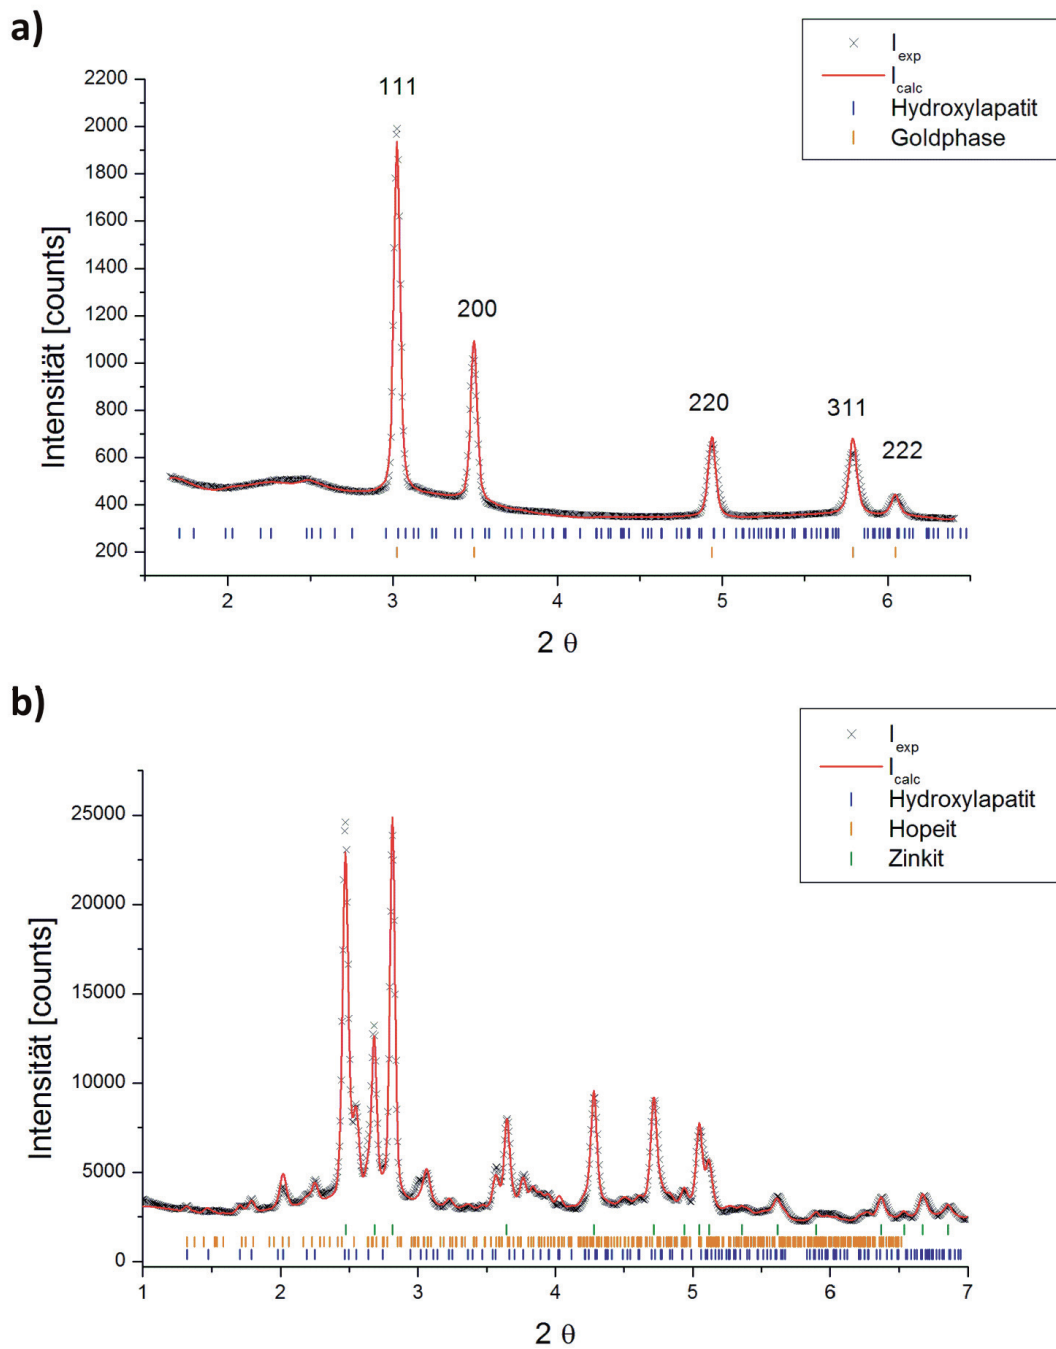 a)
I exp
I calc
Hydroxylapatit
Goldphase
111
200
220
311
222
Intensität [counts]
2200
2000
1800
1600
1400
1200
1000
800
600
400
200
2 3 4 5 6
2 θ
b)
I exp
I calc
Hydroxylapatit
Hopeit
Zinkit
Intensität [counts]
25000
20000
15000
10000
5000
0
1 2 3 4 5 6 7
2 θ